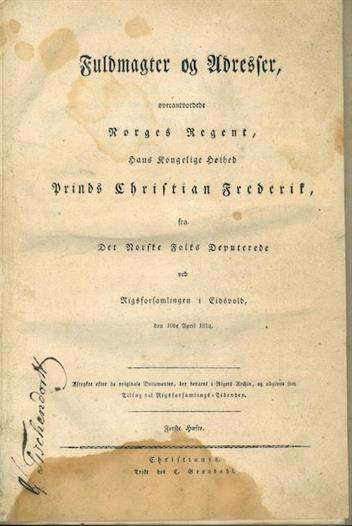 Fuldmagter og Adresser,
overantvordede
Norges Regent,
Hans Kongelige Høihed
Prinds Christian Frederik,
fra
Det Norske Folks Deputerede
ved
Rigsforsamlingen i Eidsvold,
den 10de April 1814.
Aftrykte efter de originale Documenter, der bevares i Rigets Archiv, og udgivne som
Tillæg til Rigsforsamlings-Tidenden.
Første Hæfte.
Christiania.
Trykt hos C. Grøndahl.
Tischendorff